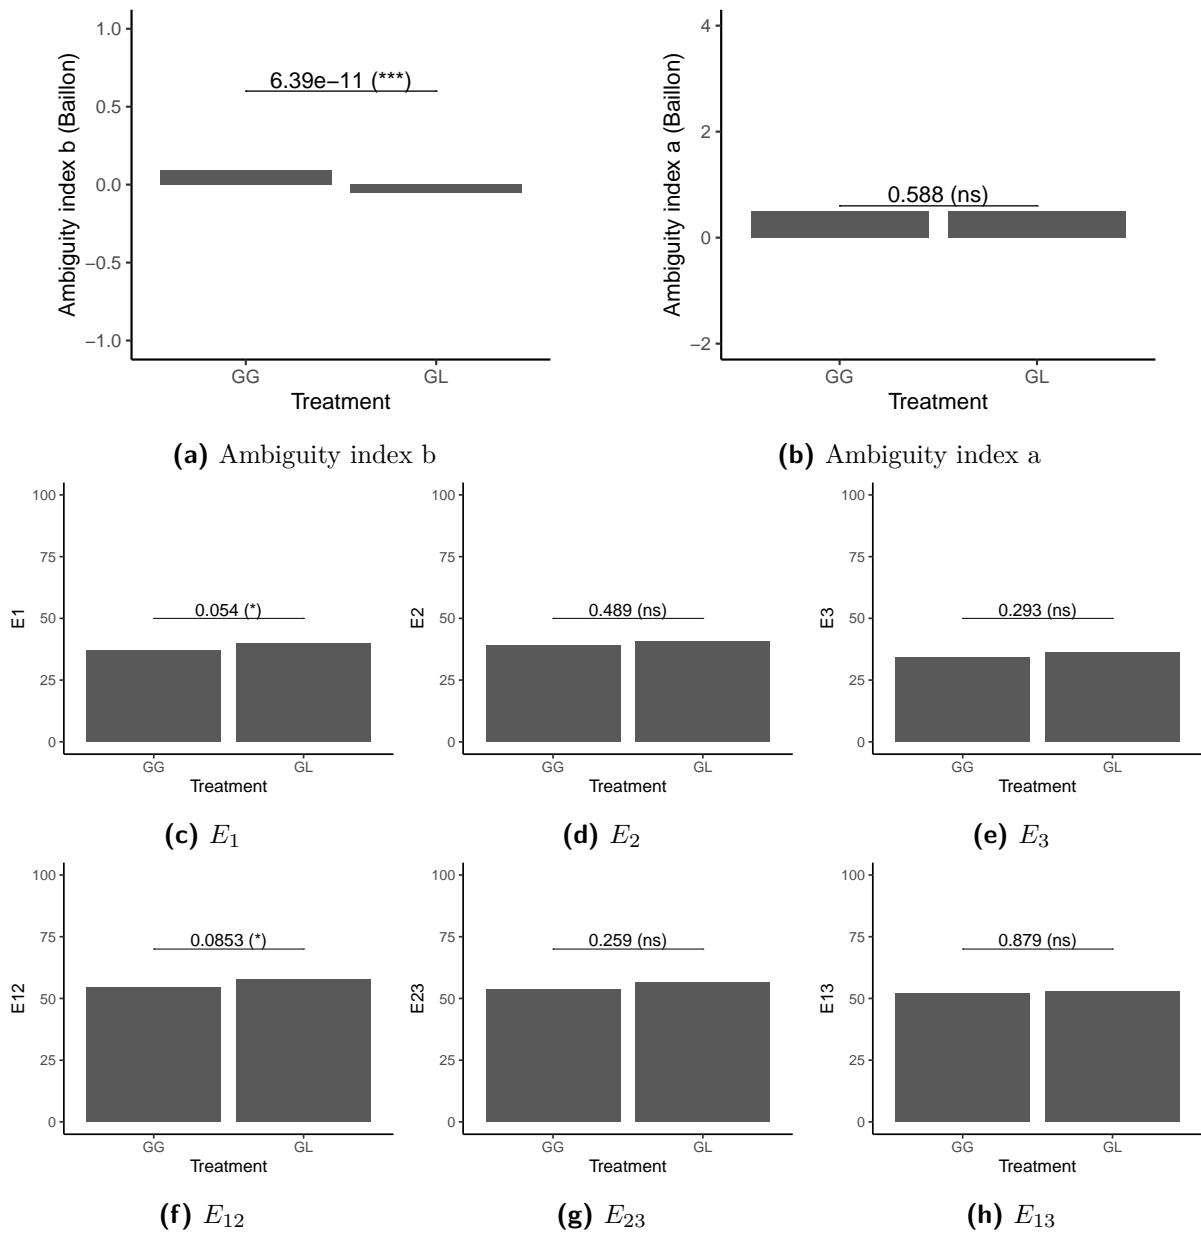 Ambiguity index b (Baillon)
1.0
0.5
0.0
−0.5
−1.0
6.39e−11 (***)
GG GL
Treatment
(a) Ambiguity index b
Ambiguity index a (Baillon)
4
2
0
−2
0.588 (ns)
GG GL
Treatment
(b) Ambiguity index a
E1
100
75
50
25
0
0.054 (*)
GG GL
Treatment
(c) E1
E2
100
75
50
25
0
0.489 (ns)
GG GL
Treatment
(d) E2
E3
100
75
50
25
0
0.293 (ns)
GG GL
Treatment
(e) E3
E12
100
75
50
25
0
0.0853 (*)
GG GL
Treatment
(f) E12
E23
100
75
50
25
0
0.259 (ns)
GG GL
Treatment
(g) E23
E13
100
75
50
25
0
0.879 (ns)
GG GL
Treatment
(h) E13